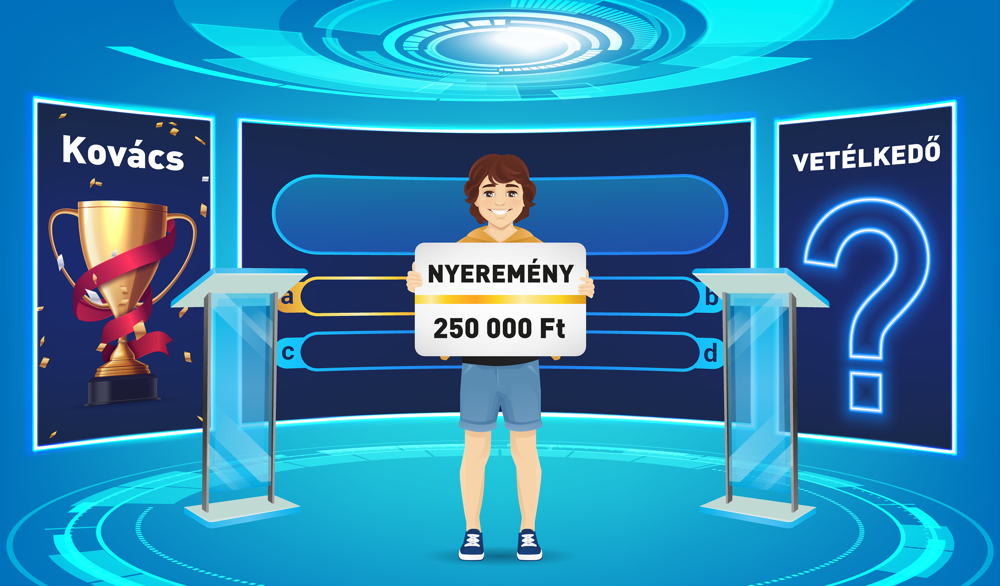 Kovács
VETÉLKEDŐ
NYEREMÉNY
250 000 Ft
a
b
c
d